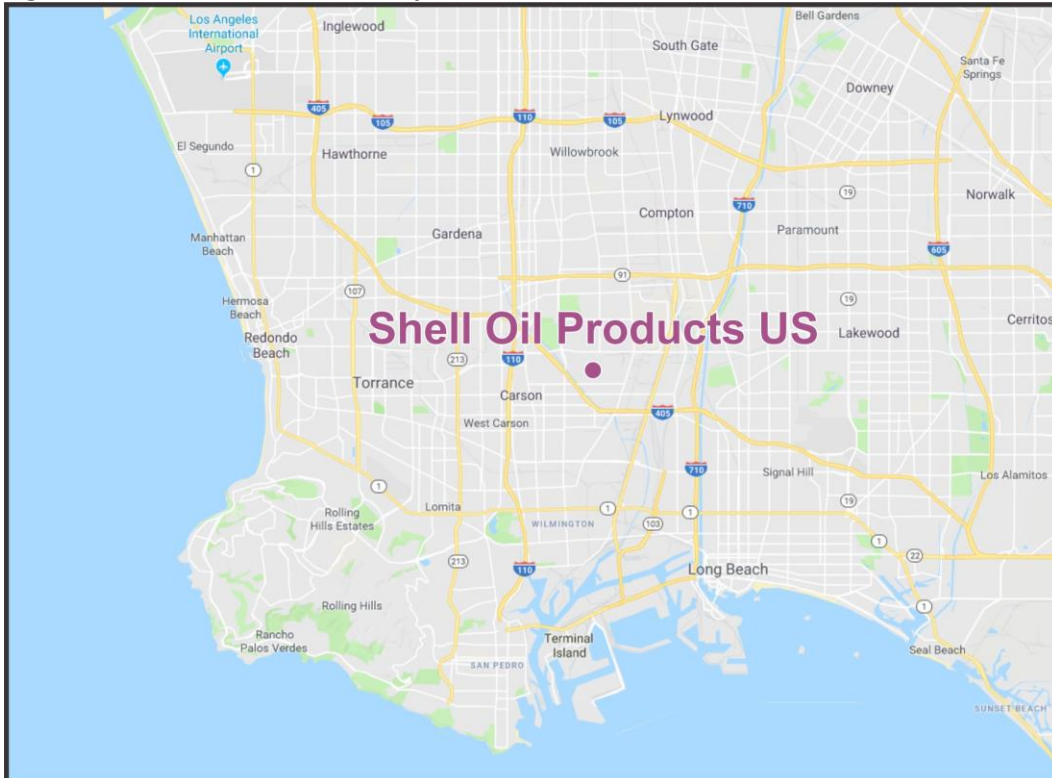 Los Angeles
International
Airport
Inglewood
Bell Gardens
South Gate
Santa Fe
Springs
Downey
405
105
110
105
Lynwood
El Segundo
Hawthorne
Willowbrook
1
19
Norwalk
710
Compton
Manhattan
Beach
Gardena
Paramount
605
91
107
Hermosa
Beach
19
Redondo
Beach
Shell Oil Products US
Lakewood
Cerritos
213
110
Torrance
Carson
405
West Carson
710
Signal Hill
Los Alamitos
1
Lomita
19
Rolling
Hills Estates
1
WILMINGTON
103
1
1
22
213
110
Long Beach
Rolling Hills
1
Rancho
Palos Verdes
Terminal
Island
Seal Beach
SAN PEDRO
SUNSET BEACH